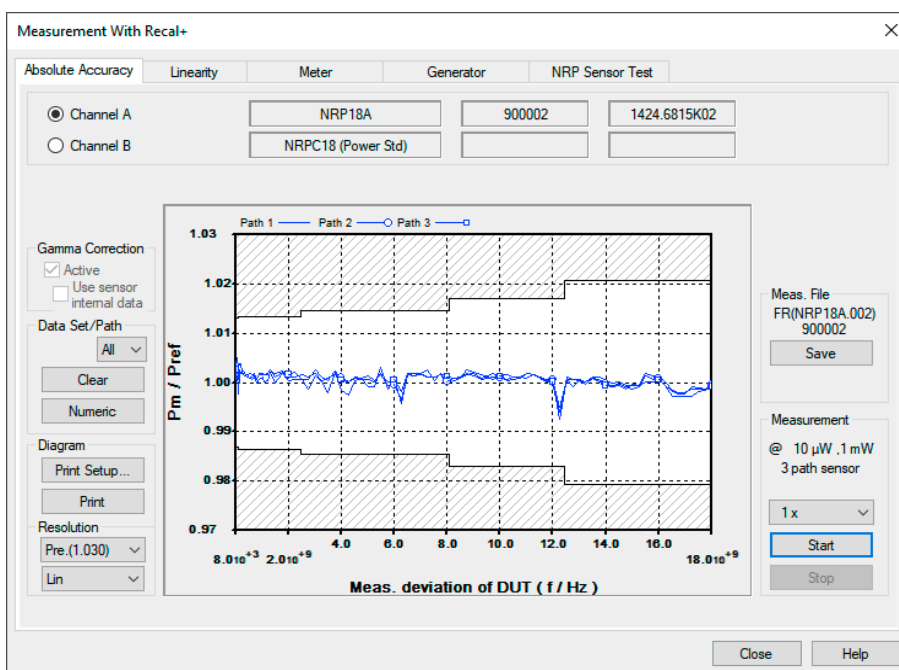 Measurement With Recal+
Absolute Accuracy Linearity Meter Generator NRP Sensor Test
Channel A NRP18A 900002 1424.6815K02
Channel B NRPC18 (Power Std)
Gamma Correction
Active
Use sensor
internal data
Data Set/Path
All
Clear
Numeric
Diagram
Print Setup...
Print
Resolution
Pre.(1.030)
Lin
Path 1 Path 2 Path 3
1.03
1.02
1.01
1.00
0.99
0.98
0.97
Pm / Pref
4.0 6.0 8.0 10.0 12.0 14.0 16.0
8.0₁₀⁺³ 2.0₁₀⁺⁹ 18.0₁₀⁺⁹
Meas. deviation of DUT ( f / Hz )
Meas. File
FR(NRP18A.002)
900002
Save
Measurement
@ 10 µW ,1 mW
3 path sensor
1 x
Start
Stop
Close Help